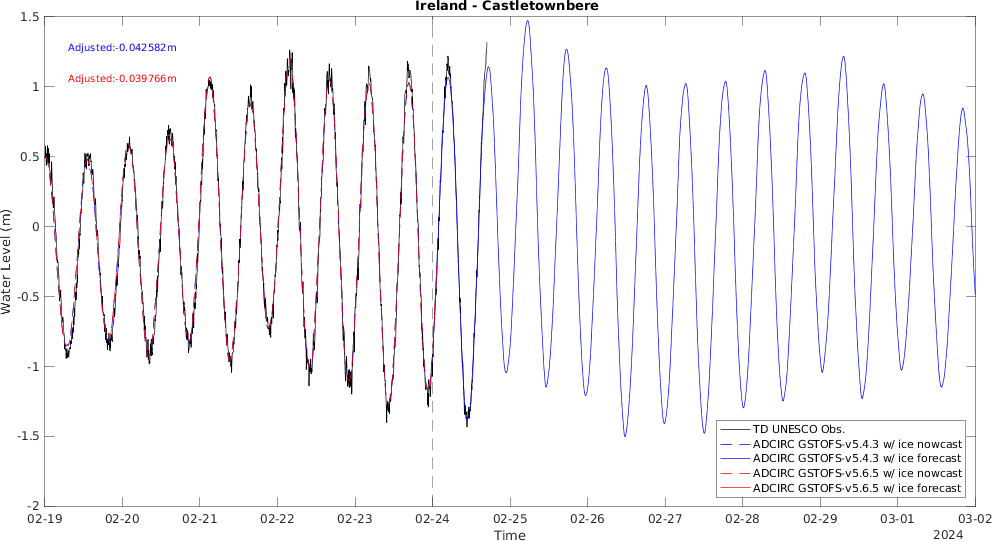 Ireland - Castletownbere
Adjusted:-0.042582m
Adjusted:-0.039766m
1.5
1
0.5
0
-0.5
-1
-1.5
-2
Water Level (m)
TD UNESCO Obs.
ADCIRC GSTOFS-v5.4.3 w/ ice nowcast
ADCIRC GSTOFS-v5.4.3 w/ ice forecast
ADCIRC GSTOFS-v5.6.5 w/ ice nowcast
ADCIRC GSTOFS-v5.6.5 w/ ice forecast
02-19 02-20 02-21 02-22 02-23 02-24 02-25 02-26 02-27 02-28 02-29 03-01 03-02
Time
2024